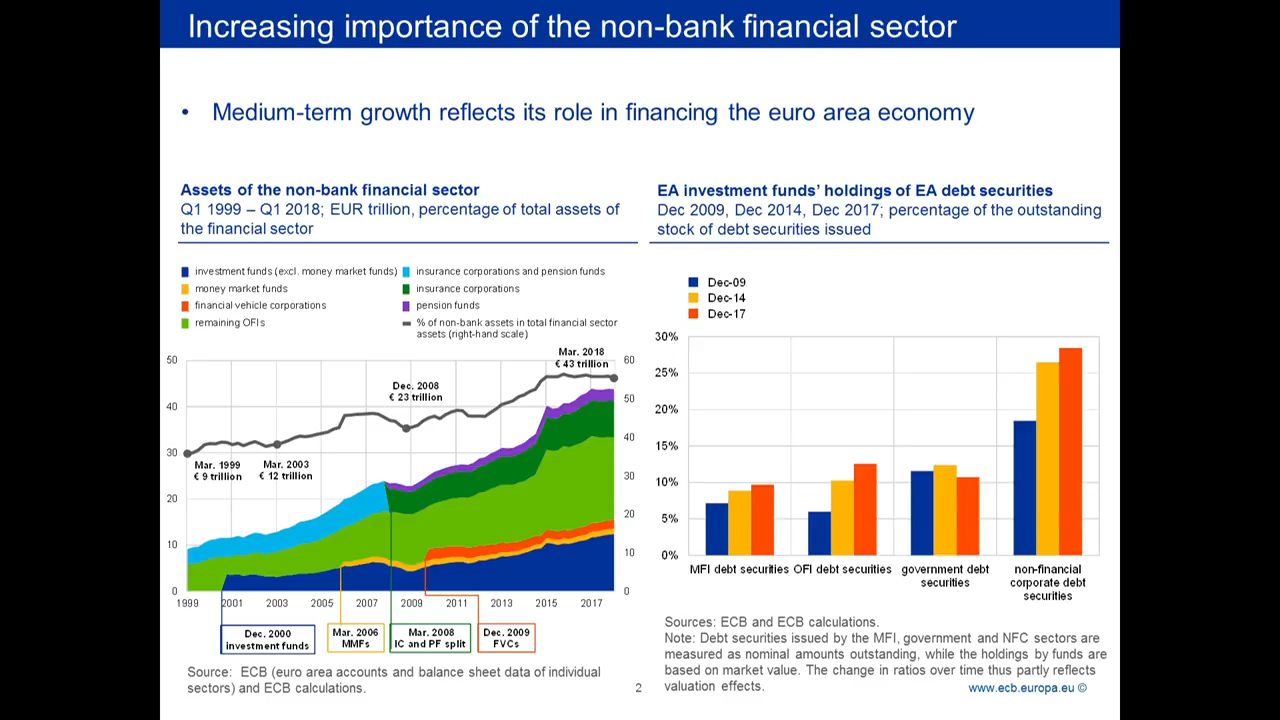 Increasing importance of the non-bank financial sector
• Medium-term growth reflects its role in financing the euro area economy
Assets of the non-bank financial sector
Q1 1999 – Q1 2018; EUR trillion, percentage of total assets of
the financial sector
investment funds (excl. money market funds)
money market funds
financial vehicle corporations
remaining OFIs
insurance corporations and pension funds
insurance corporations
pension funds
% of non-bank assets in total financial sector
assets (right-hand scale)
50
40
30
20
10
0
60
50
40
30
20
10
0
Mar. 1999
€ 9 trillion
Mar. 2003
€ 12 trillion
Dec. 2008
€ 23 trillion
Mar. 2018
€ 43 trillion
1999 2001 2003 2005 2007 2009 2011 2013 2015 2017
Dec. 2000
investment funds
Mar. 2006
MMFs
Mar. 2008
IC and PF split
Dec. 2009
FVCs
Source: ECB (euro area accounts and balance sheet data of individual
sectors) and ECB calculations.
EA investment funds’ holdings of EA debt securities
Dec 2009, Dec 2014, Dec 2017; percentage of the outstanding
stock of debt securities issued
Dec-09
Dec-14
Dec-17
30%
25%
20%
15%
10%
5%
0%
MFI debt securities
OFI debt securities
government debt
securities
non-financial
corporate debt
securities
Sources: ECB and ECB calculations.
Note: Debt securities issued by the MFI, government and NFC sectors are
measured as nominal amounts outstanding, while the holdings by funds are
based on market value. The change in ratios over time thus partly reflects
valuation effects.
2
www.ecb.europa.eu ©